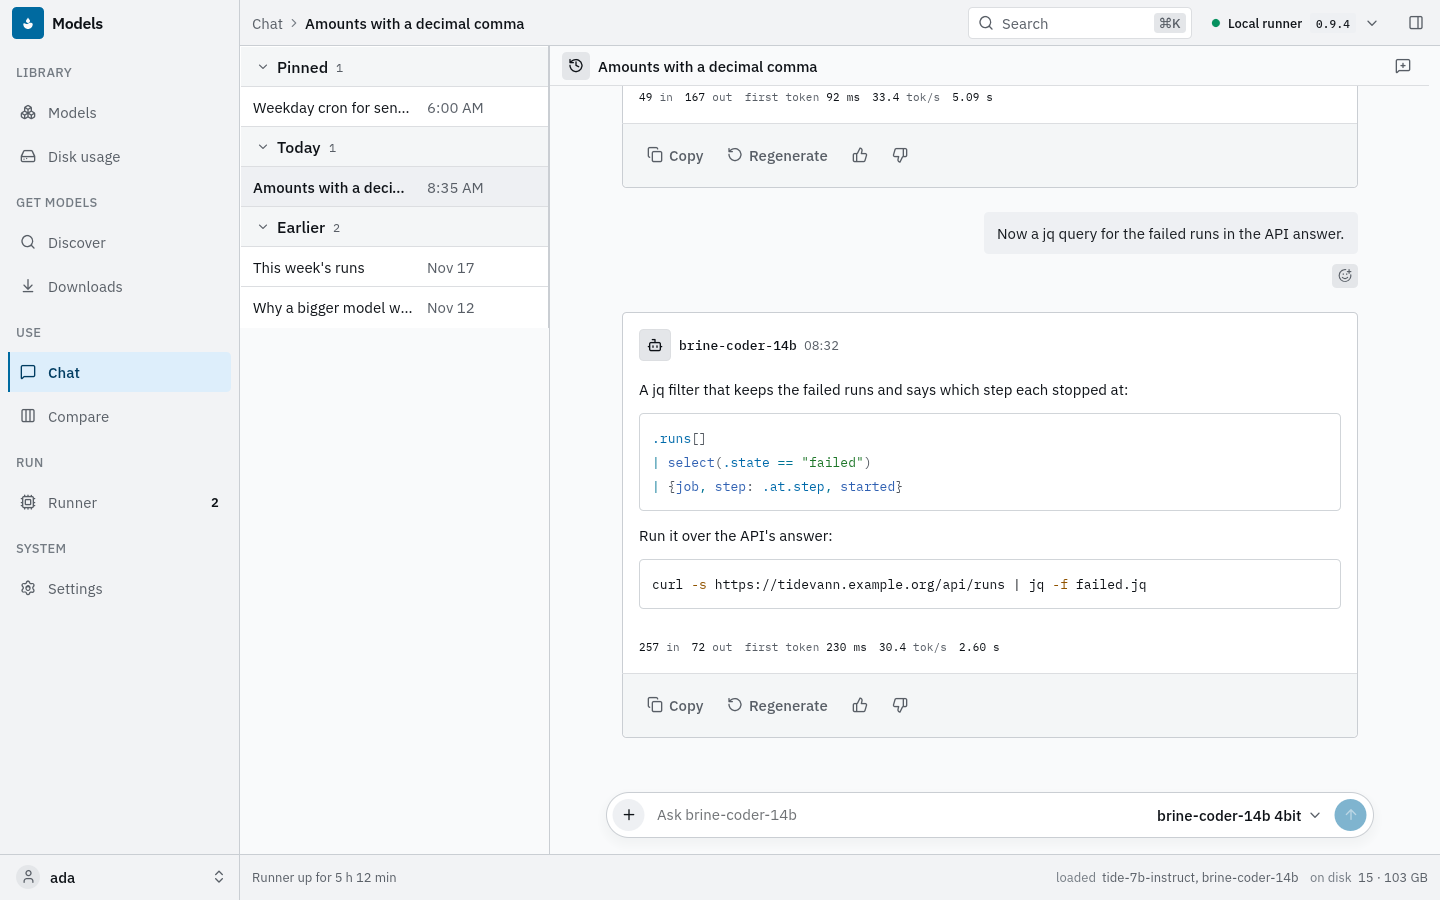 Models
LIBRARY
Models
Disk usage
GET MODELS
Discover
Downloads
USE
Chat
Compare
RUN
Runner 2
SYSTEM
Settings
ada
Chat > Amounts with a decimal comma
Search ⌘K
Local runner 0.9.4
Pinned 1
Weekday cron for sen... 6:00 AM
Today 1
Amounts with a deci... 8:35 AM
Earlier 2
This week's runs Nov 17
Why a bigger model w... Nov 12
Amounts with a decimal comma
49 in 167 out first token 92 ms 33.4 tok/s 5.09 s
Copy Regenerate
Now a jq query for the failed runs in the API answer.
brine-coder-14b 08:32
A jq filter that keeps the failed runs and says which step each stopped at:
.runs[]
| select(.state == "failed")
| {job, step: .at.step, started}
Run it over the API's answer:
curl -s https://tidevann.example.org/api/runs | jq -f failed.jq
257 in 72 out first token 230 ms 30.4 tok/s 2.60 s
Copy Regenerate
Ask brine-coder-14b
brine-coder-14b 4bit
Runner up for 5 h 12 min
loaded tide-7b-instruct, brine-coder-14b on disk 15 · 103 GB